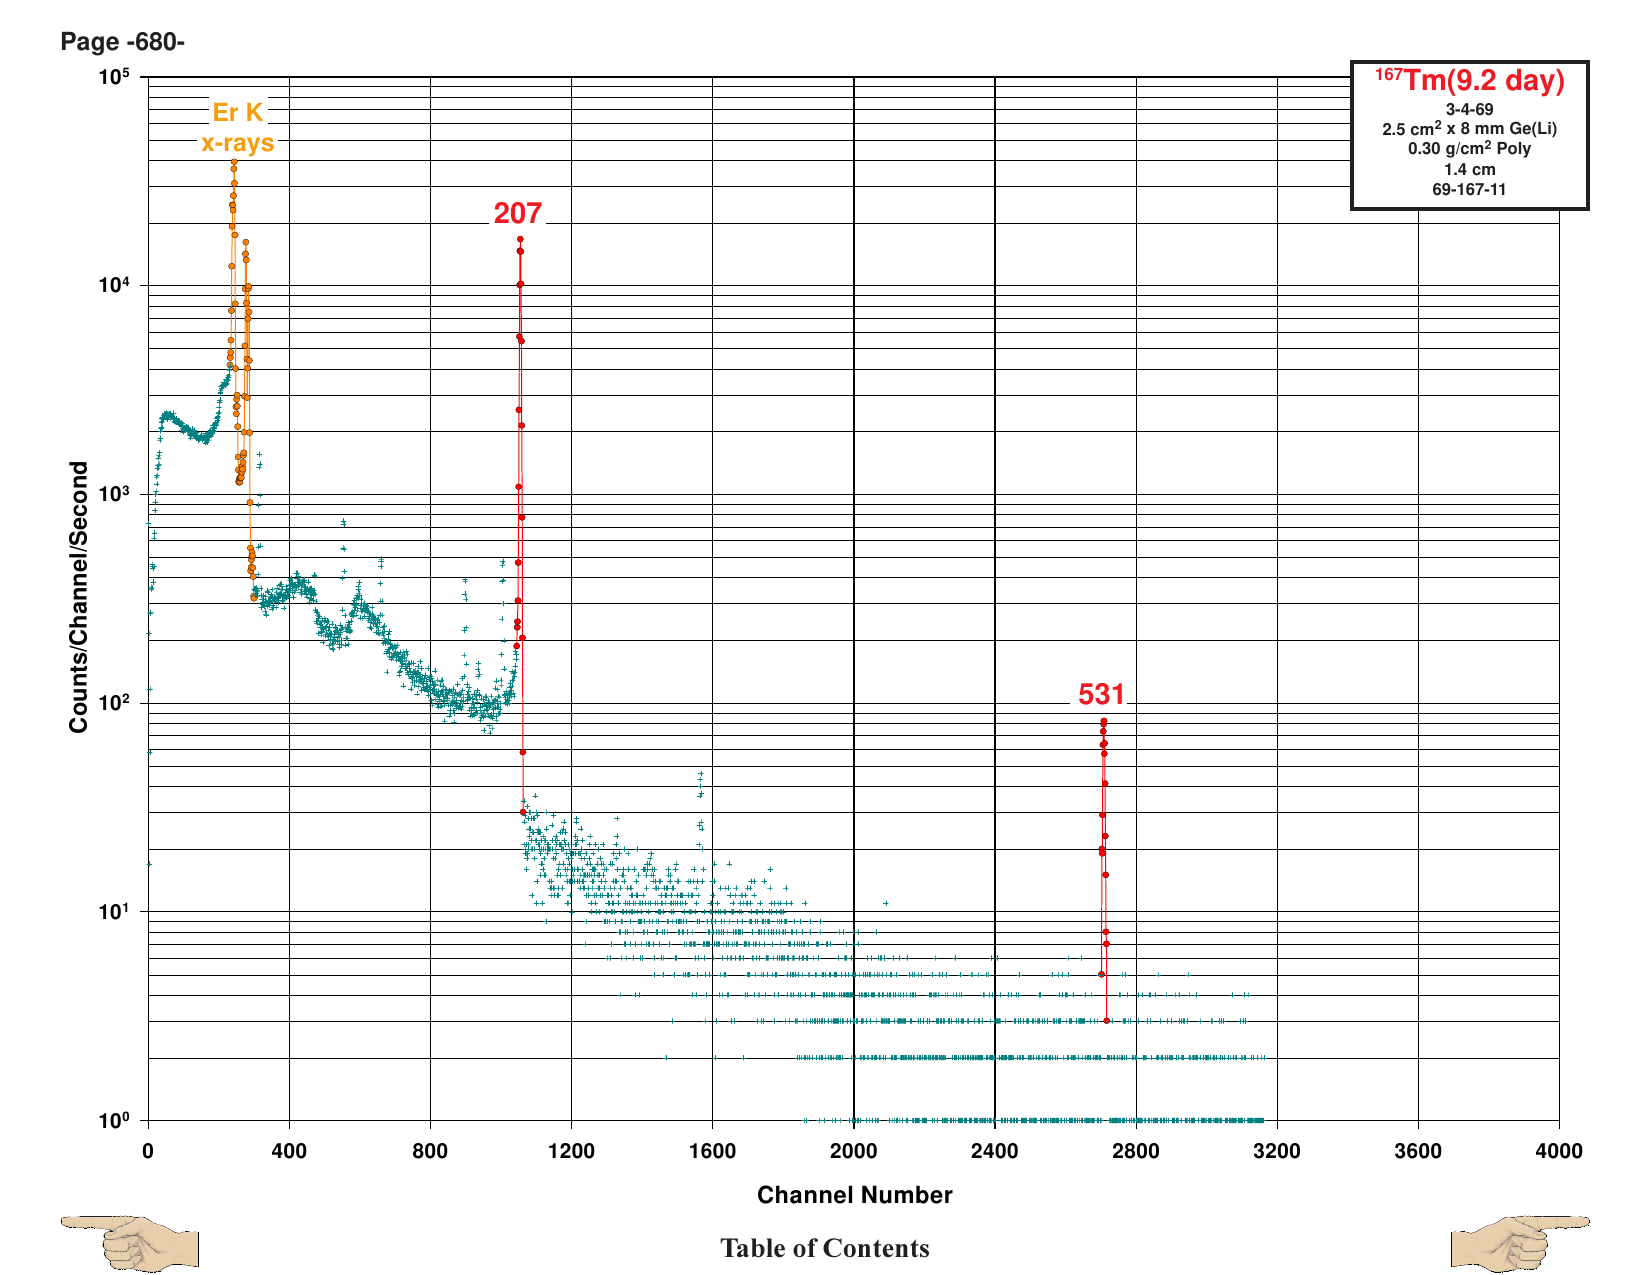 Page -680-
10⁵
¹⁶⁷Tm(9.2 day)
3-4-69
2.5 cm² x 8 mm Ge(Li)
0.30 g/cm² Poly
1.4 cm
69-167-11
Er K
x-rays
207
10⁴
10³
Counts/Channel/Second
531
10²
10¹
10⁰
0 400 800 1200 1600 2000 2400 2800 3200 3600 4000
Channel Number
Table of Contents